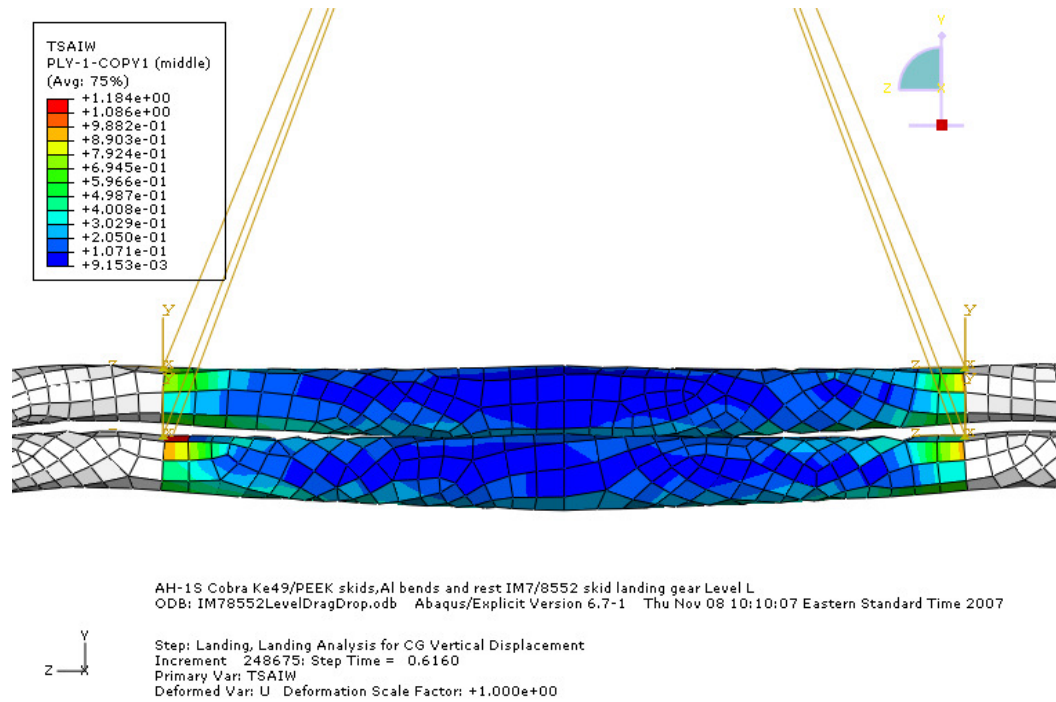 TSAIW
PLY-1-COPY1 (middle)
(Avg: 75%)
+1.184e+00
+1.086e+00
+9.882e-01
+8.903e-01
+7.924e-01
+6.945e-01
+5.966e-01
+4.987e-01
+4.008e-01
+3.029e-01
+2.050e-01
+1.071e-01
+9.153e-03
Y
Z
X
Y
Y
Z
Z
Z
Z
AH-1S Cobra Ke49/PEEK skids,Al bends and rest IM7/8552 skid landing gear Level L
ODB: IM78552LevelDragDrop.odb Abaqus/Explicit Version 6.7-1 Thu Nov 08 10:10:07 Eastern Standard Time 2007
Y
Z
X
Step: Landing, Landing Analysis for CG Vertical Displacement
Increment 248675: Step Time = 0.6160
Primary Var: TSAIW
Deformed Var: U Deformation Scale Factor: +1.000e+00